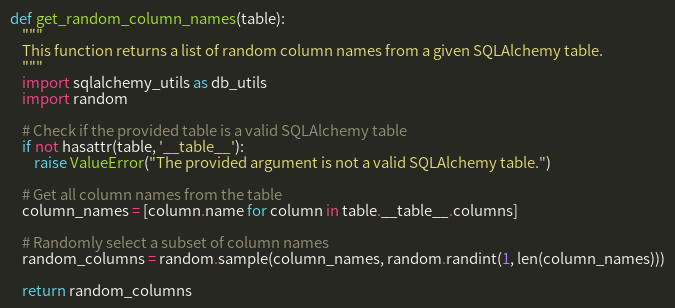 def get_random_column_names(table):
    """
    This function returns a list of random column names from a given SQLAlchemy table.
    """
    import sqlalchemy_utils as db_utils
    import random

    # Check if the provided table is a valid SQLAlchemy table
    if not hasattr(table, '__table__'):
        raise ValueError("The provided argument is not a valid SQLAlchemy table.")

    # Get all column names from the table
    column_names = [column.name for column in table.__table__.columns]

    # Randomly select a subset of column names
    random_columns = random.sample(column_names, random.randint(1, len(column_names)))

    return random_columns